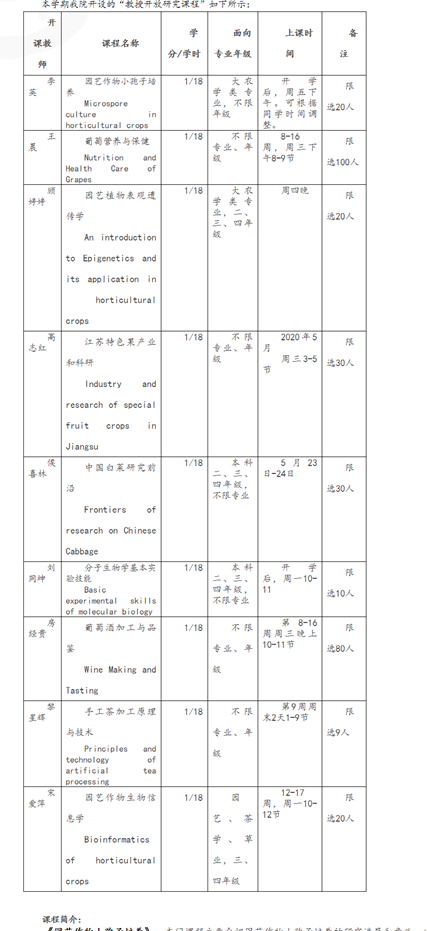 本学期我院开设的“教授开放研究课程”如下所示：
开课教师
课程名称
学分/学时
面向专业年级
上课时间
备注
李英
园艺作物小孢子培养
Microspore culture in horticultural crops
1/18
大农学类专业，不限年级
开学后，周五下午。可根据同学时间调整。
限选20人
王晨
葡萄营养与保健
Nutrition and Health Care of Grapes
1/18
不限专业、年级
8-16周，周三下午8-9节
限选100人
顾婷婷
园艺植物表观遗传学
An introduction to Epigenetics and its application in horticultural crops
1/18
大农学类专业，二、三、四年级
周四晚
限选20人
高志红
江苏特色果产业和科研
Industry and research of special fruit crops in Jiangsu
1/18
不限专业、年级
2020年5月
周三3-5节
限选30人
侯喜林
中国白菜研究前沿
Frontiers of research on Chinese Cabbage
1/18
本科二、三、四年级，不限专业
5月23日-24日
限选30人
刘同坤
分子生物学基本实验技能
Basic experimental skills of molecular biology
1/18
本科二、三、四年级，不限专业
开学后，周一10-11
限选10人
房经贵
葡萄酒加工与品鉴
Wine Making and Tasting
1/18
不限专业、年级
第8-16周周三晚上10-11节
限选80人
黎星辉
手工茶加工原理与技术
Principles and technology of artificial tea processing
1/18
不限专业、年级
第9周周末2天1-9节
限选9人
宋爱萍
园艺作物生物信息学
Bioinformatics of horticultural crops
1/18
园艺、茶学、草业，三、四年级
12-17周，周一10-12节
限选20人
课程简介：